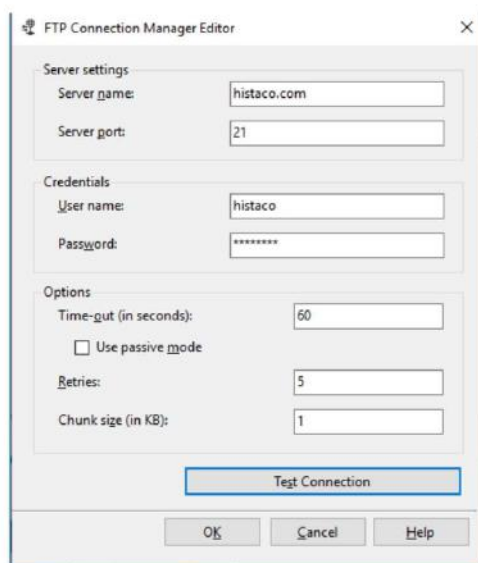 FTP Connection Manager Editor
Server settings
Server name: histaco.com
Server port: 21
Credentials
User name: histaco
Password: ********
Options
Time-out (in seconds): 60
Use passive mode
Retries: 5
Chunk size (in KB): 1
Test Connection
OK Cancel Help